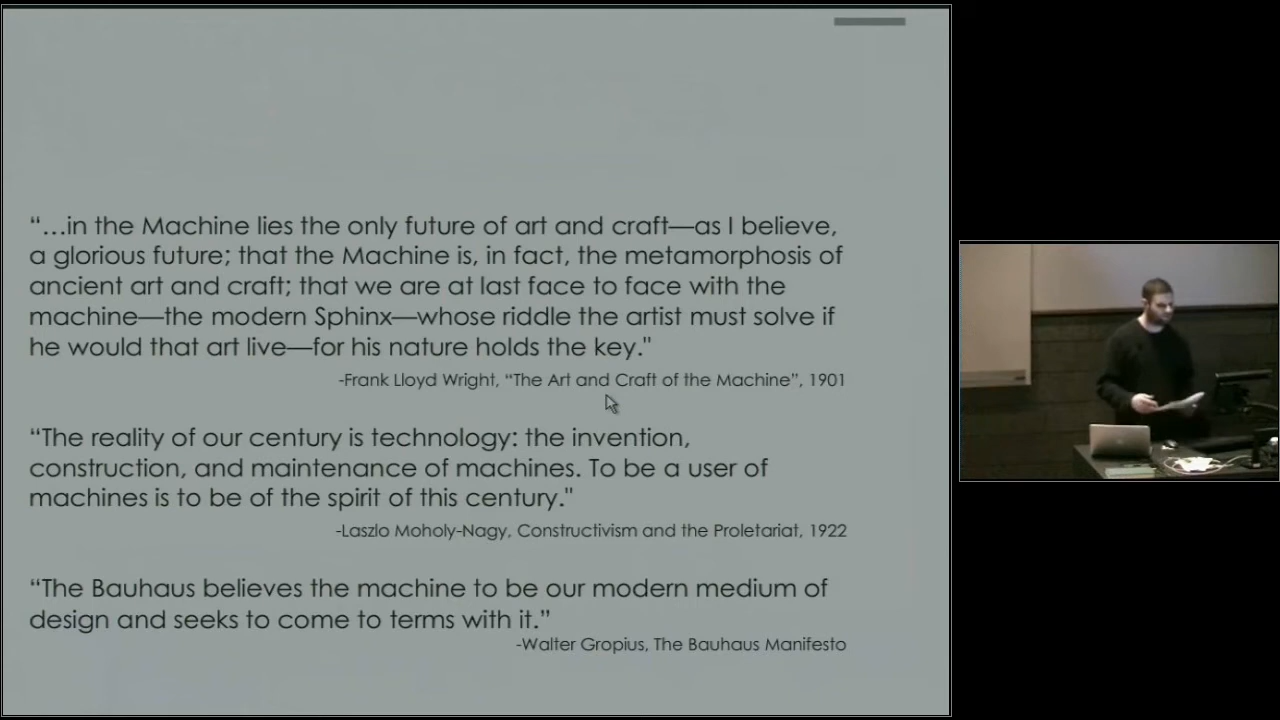 “…in the Machine lies the only future of art and craft—as I believe,
a glorious future; that the Machine is, in fact, the metamorphosis of
ancient art and craft; that we are at last face to face with the
machine—the modern Sphinx—whose riddle the artist must solve if
he would that art live—for his nature holds the key."
-Frank Lloyd Wright, “The Art and Craft of the Machine”, 1901
“The reality of our century is technology: the invention,
construction, and maintenance of machines. To be a user of
machines is to be of the spirit of this century."
-Laszlo Moholy-Nagy, Constructivism and the Proletariat, 1922
“The Bauhaus believes the machine to be our modern medium of
design and seeks to come to terms with it.”
-Walter Gropius, The Bauhaus Manifesto